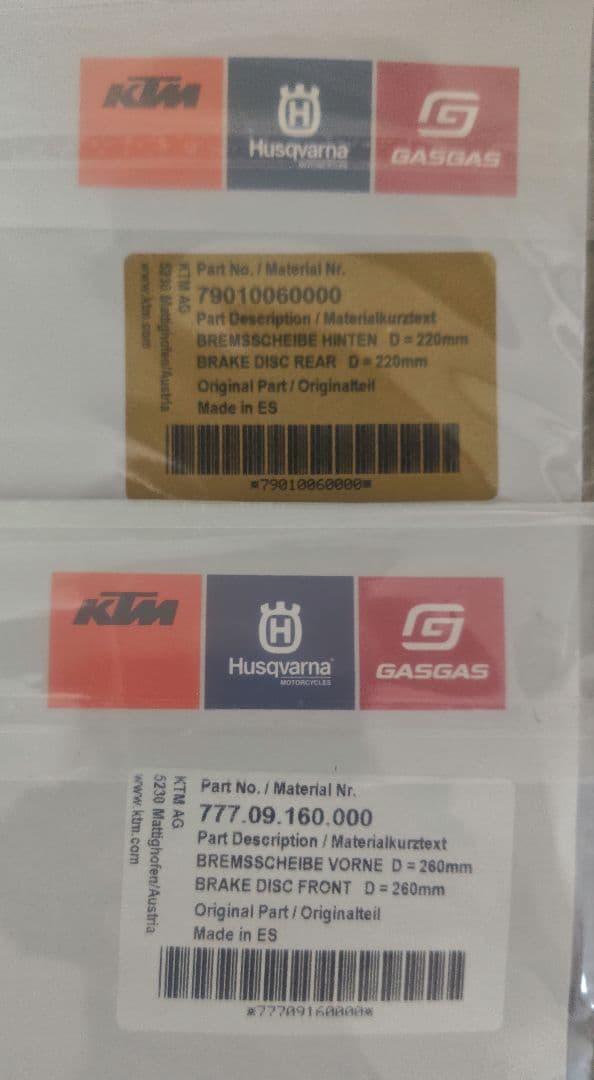 KTM
Husqvarna
MOTORCYCLES
GASGAS
KTM AG
5230 Mattighofen/Austria
www.ktm.com
Part No. / Material Nr.
79010060000
Part Description / Materialkurztext
BREMSSCHEIBE HINTEN D = 220mm
BRAKE DISC REAR D = 220mm
Original Part / Originalteil
Made in ES
*79010060000*
KTM
Husqvarna
MOTORCYCLES
GASGAS
KTM AG
5230 Mattighofen/Austria
www.ktm.com
Part No. / Material Nr.
777.09.160.000
Part Description / Materialkurztext
BREMSSCHEIBE VORNE D = 260mm
BRAKE DISC FRONT D = 260mm
Original Part / Originalteil
Made in ES
*77709160000*